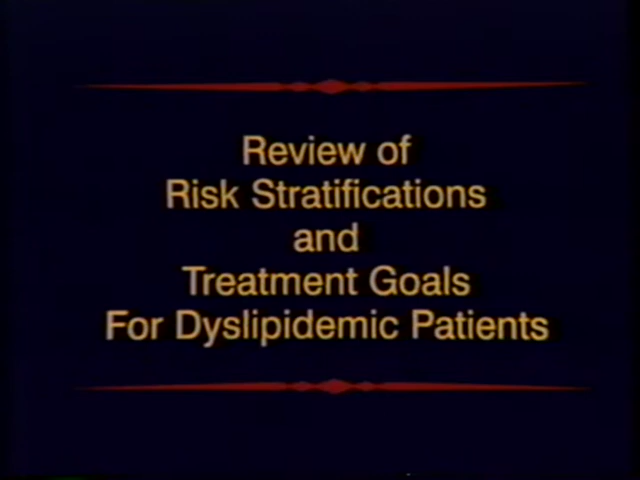 Review of
Risk Stratifications
and
Treatment Goals
For Dyslipidemic Patients